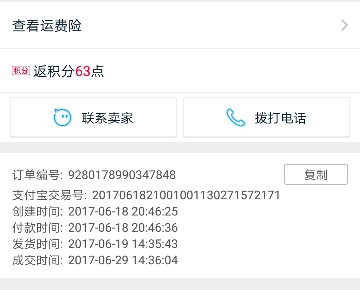 查看运费险
积分 返积分63点
联系卖家 拨打电话
订单编号: 9280178990347848 复制
支付宝交易号: 2017061821001001130271572171
创建时间: 2017-06-18 20:46:25
付款时间: 2017-06-18 20:46:36
发货时间: 2017-06-19 14:35:43
成交时间: 2017-06-29 14:36:04